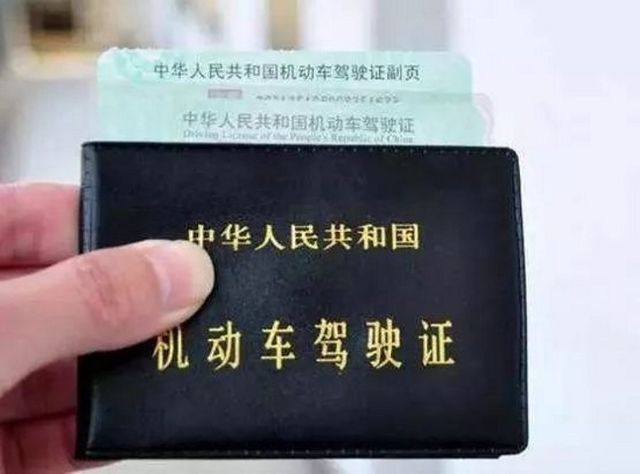 中华人民共和国机动车驾驶证副页
中华人民共和国机动车驾驶证
Driving License of the People's Republic of China
中华人民共和国
机动车驾驶证